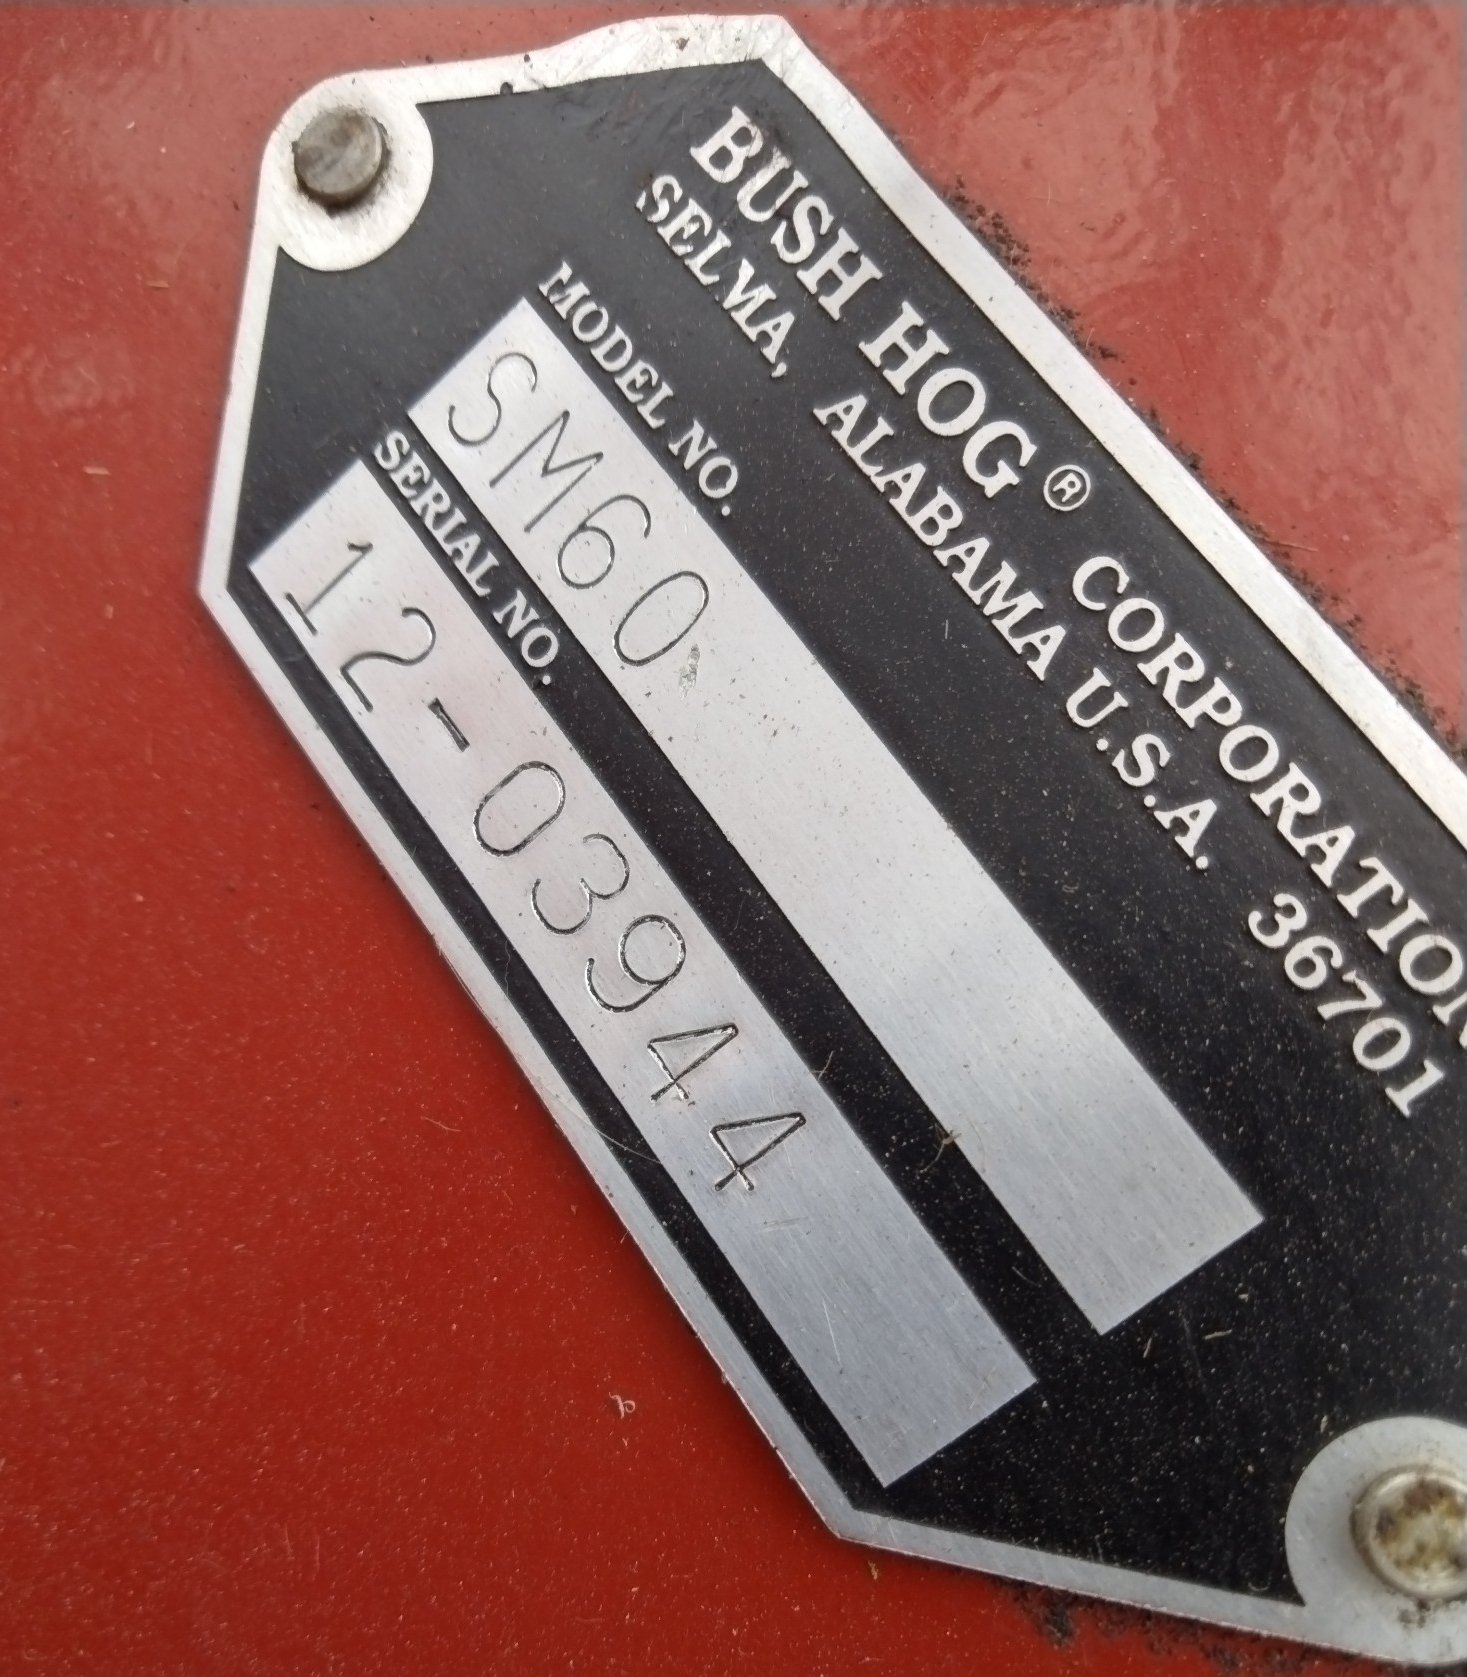 BUSH HOG® CORPORATION
SELMA, ALABAMA U.S.A. 36701
MODEL NO.
SM60
SERIAL NO.
12-03944